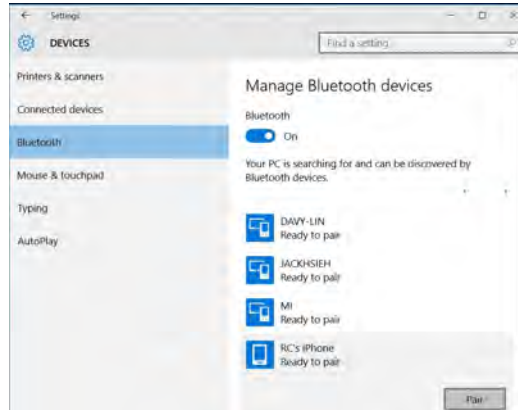 Settings
DEVICES
Find a setting
Printers & scanners
Connected devices
Bluetooth
Mouse & touchpad
Typing
AutoPlay
Manage Bluetooth devices
Bluetooth
On
Your PC is searching for and can be discovered by
Bluetooth devices.
DAVY-LIN
Ready to pair
JACKHSIEH
Ready to pair
MI
Ready to pair
RC's iPhone
Ready to pair
Pair